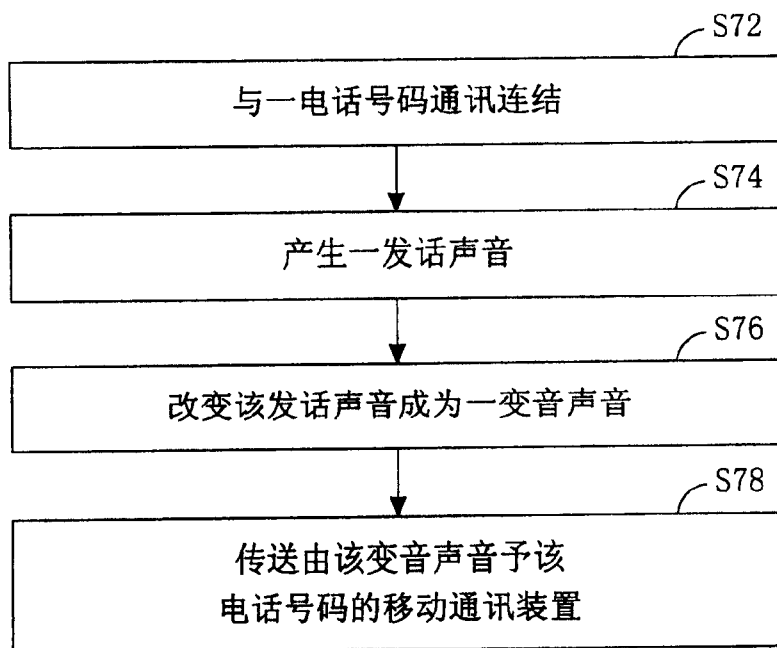 S72
与一电话号码通讯连结
S74
产生一发话声音
S76
改变该发话声音成为一变音声音
S78
传送由该变音声音予该
电话号码的移动通讯装置